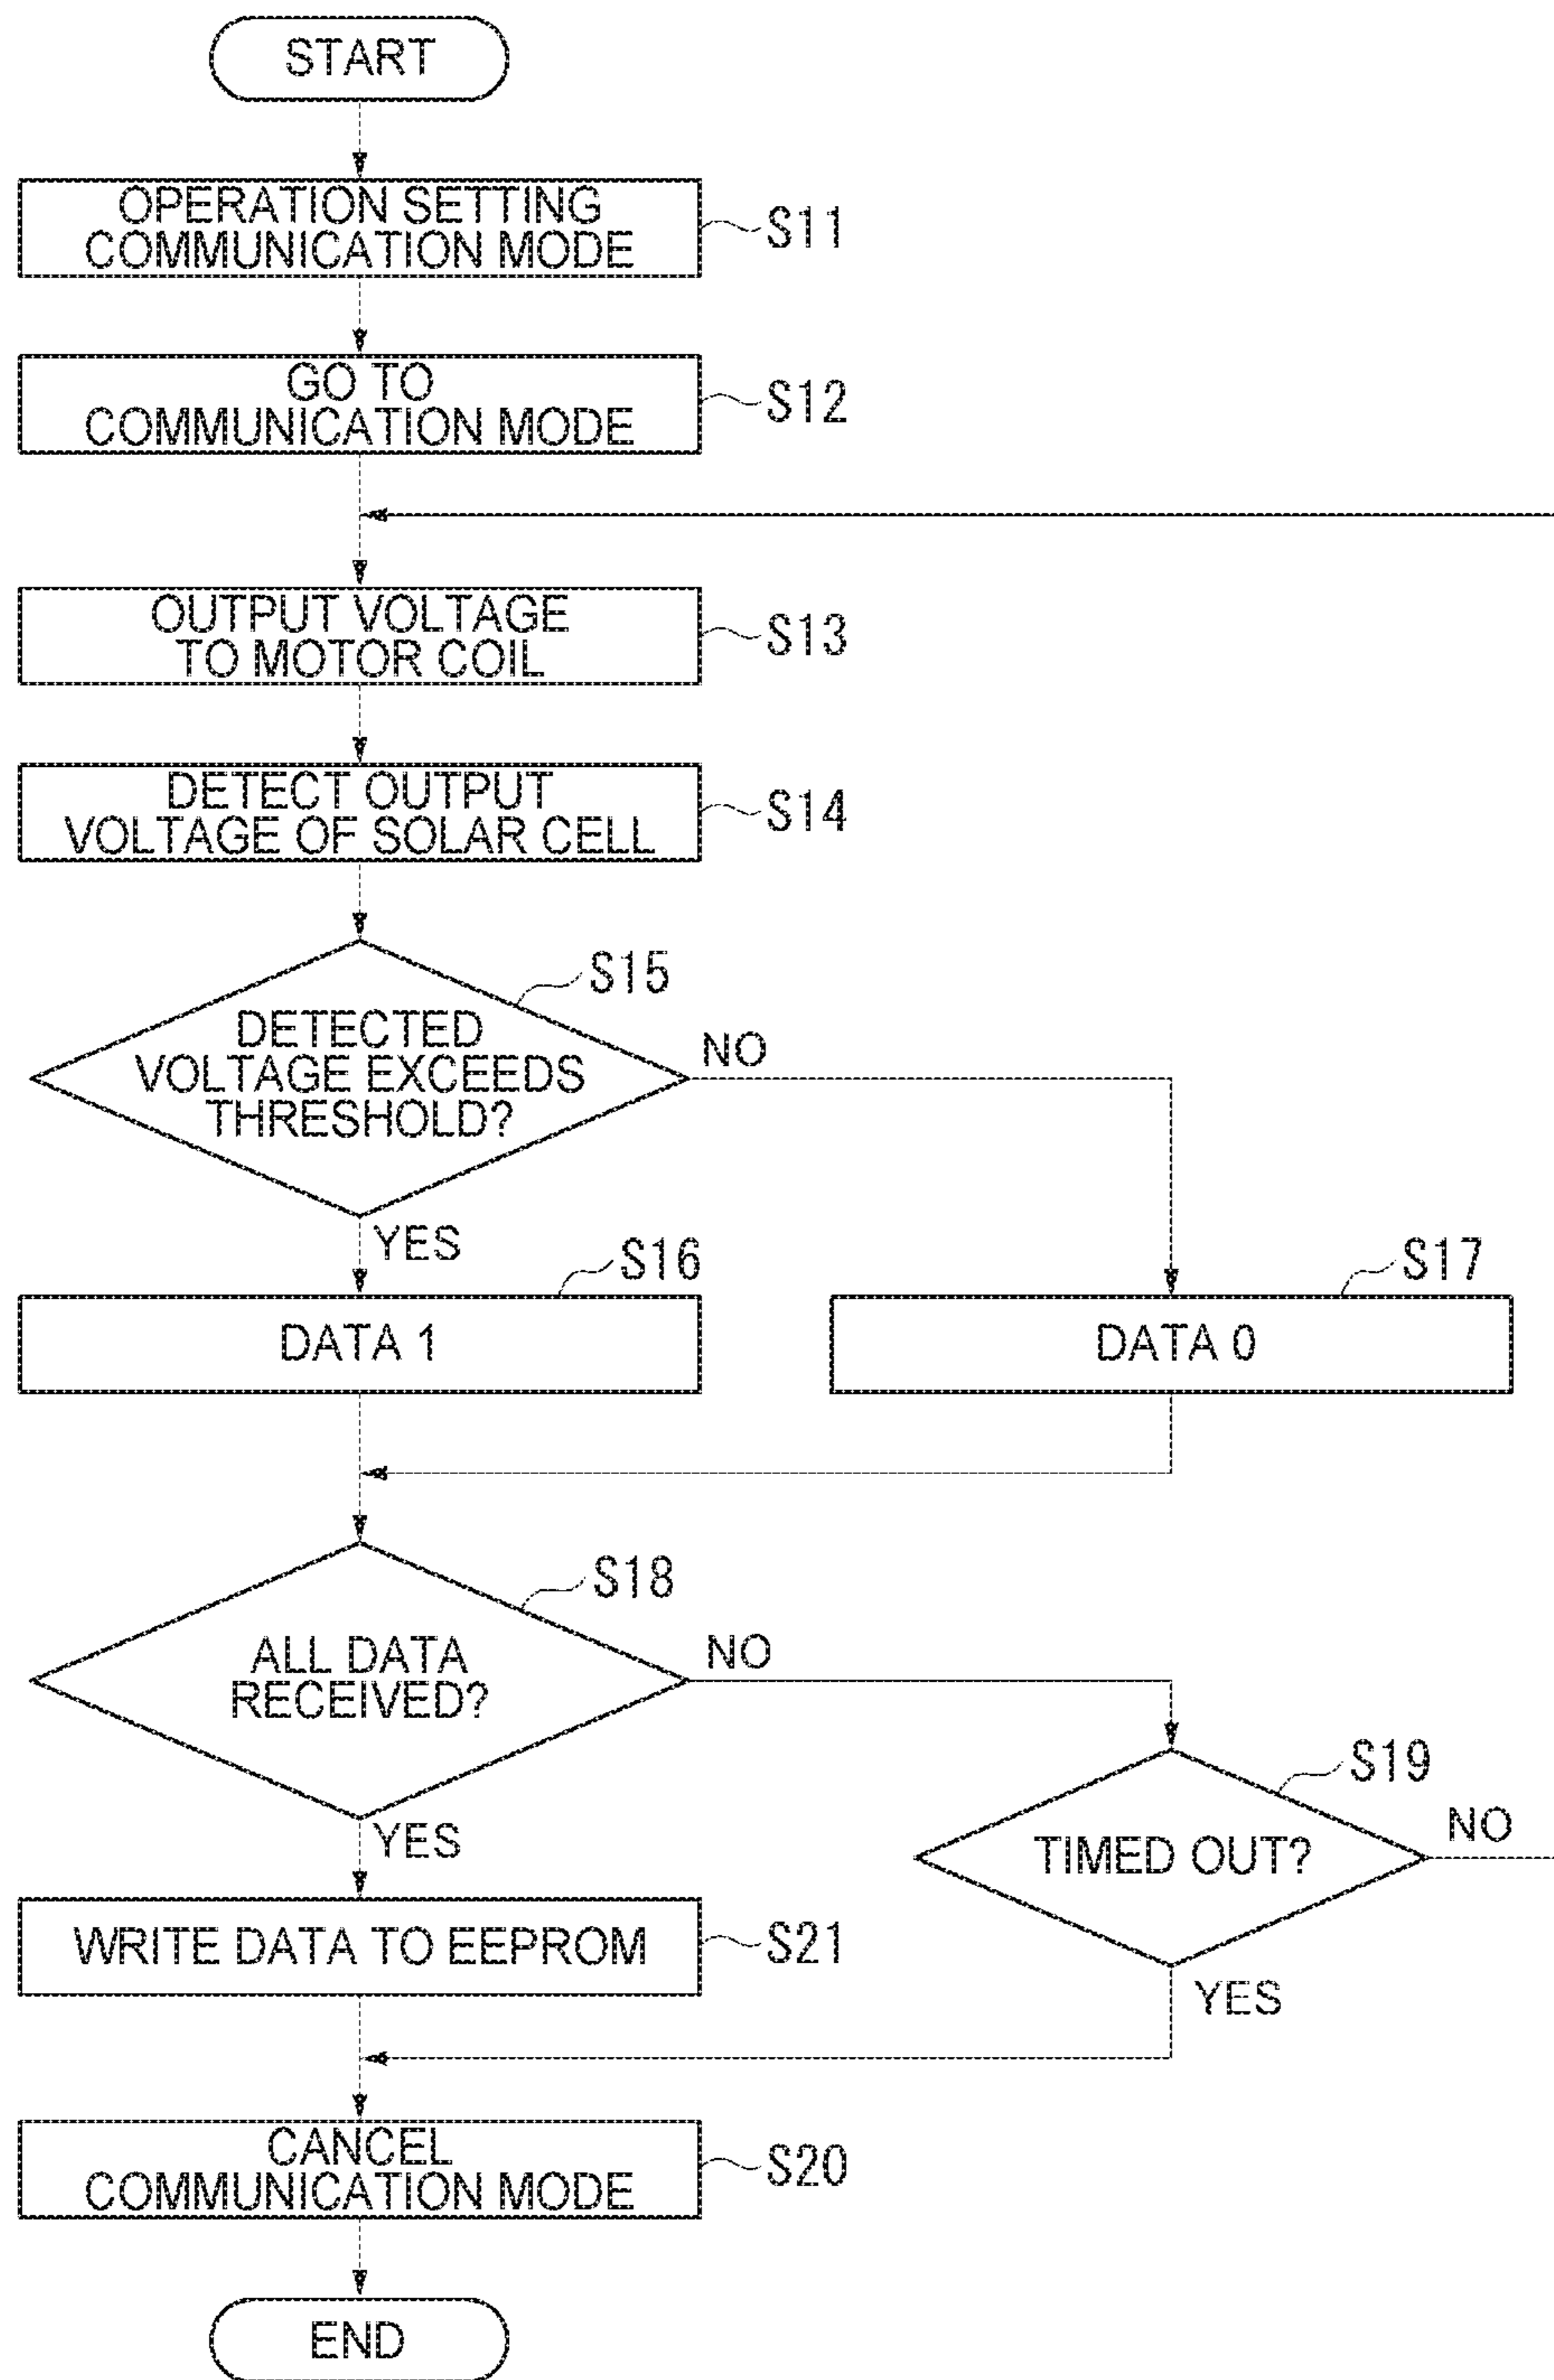 START
OPERATION SETTING
COMMUNICATION MODE
S11
GO TO
COMMUNICATION MODE
S12
OUTPUT VOLTAGE
TO MOTOR COIL
S13
DETECT OUTPUT
VOLTAGE OF SOLAR CELL
S14
S15
DETECTED
VOLTAGE EXCEEDS
THRESHOLD?
NO
YES
S16
DATA 1
S17
DATA 0
S18
ALL DATA
RECEIVED?
NO
YES
S19
TIMED OUT?
NO
YES
WRITE DATA TO EEPROM
S21
CANCEL
COMMUNICATION MODE
S20
END